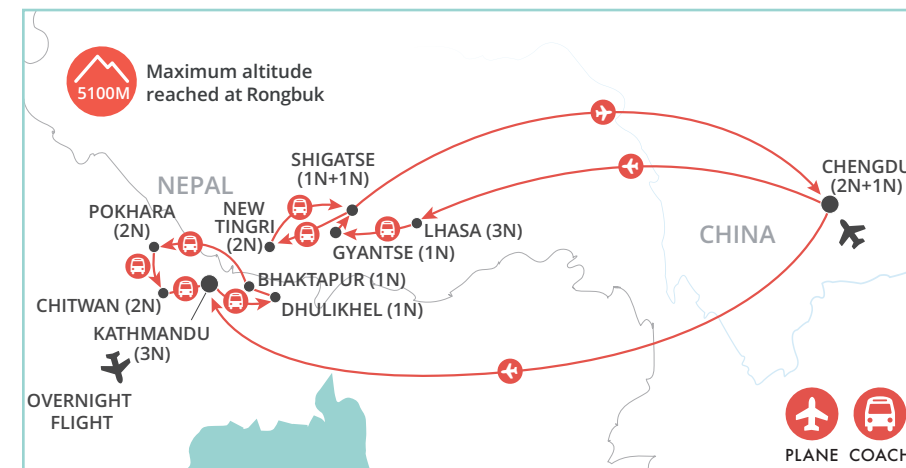 5100M
Maximum altitude
reached at Rongbuk
SHIGATSE
(1N+1N)
CHENGDU
(2N+1N)
NEPAL
POKHARA
(2N)
NEW
TINGRI
(2N)
LHASA (3N)
GYANTSE (1N)
CHINA
BHAKTAPUR (1N)
CHITWAN (2N)
DHULIKHEL (1N)
KATHMANDU
(3N)
OVERNIGHT
FLIGHT
PLANE
COACH